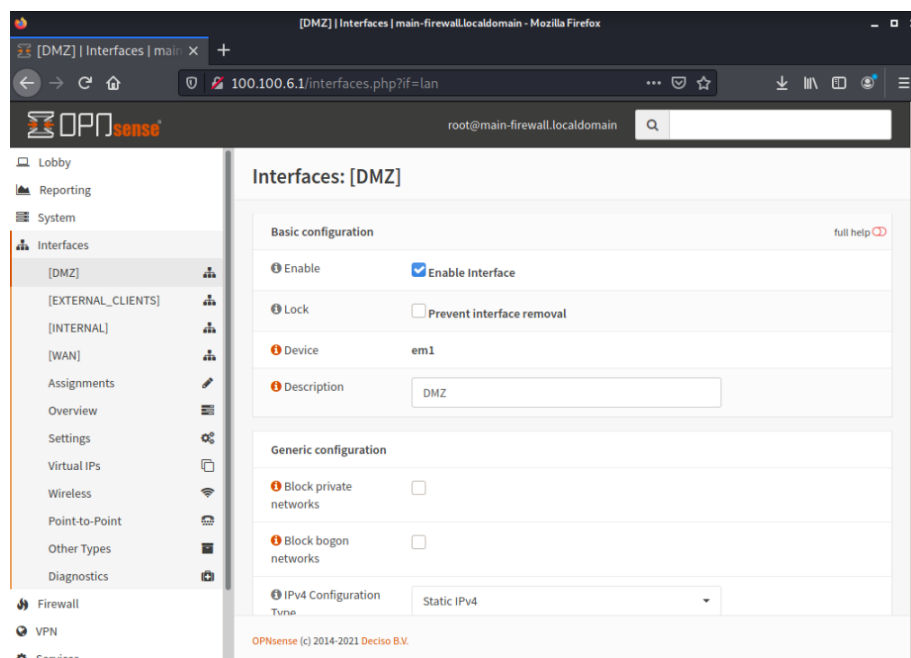 [DMZ] | Interfaces | main-firewall.localdomain - Mozilla Firefox
[DMZ] | Interfaces | main
100.100.6.1/interfaces.php?if=lan
OPNsense
root@main-firewall.localdomain
Lobby
Reporting
System
Interfaces
[DMZ]
[EXTERNAL_CLIENTS]
[INTERNAL]
[WAN]
Assignments
Overview
Settings
Virtual IPs
Wireless
Point-to-Point
Other Types
Diagnostics
Firewall
VPN
Services
Interfaces: [DMZ]
Basic configuration
full help
Enable
Enable Interface
Lock
Prevent interface removal
Device
em1
Description
DMZ
Generic configuration
Block private
networks
Block bogon
networks
IPv4 Configuration
Type
Static IPv4
OPNsense (c) 2014-2021 Deciso B.V.